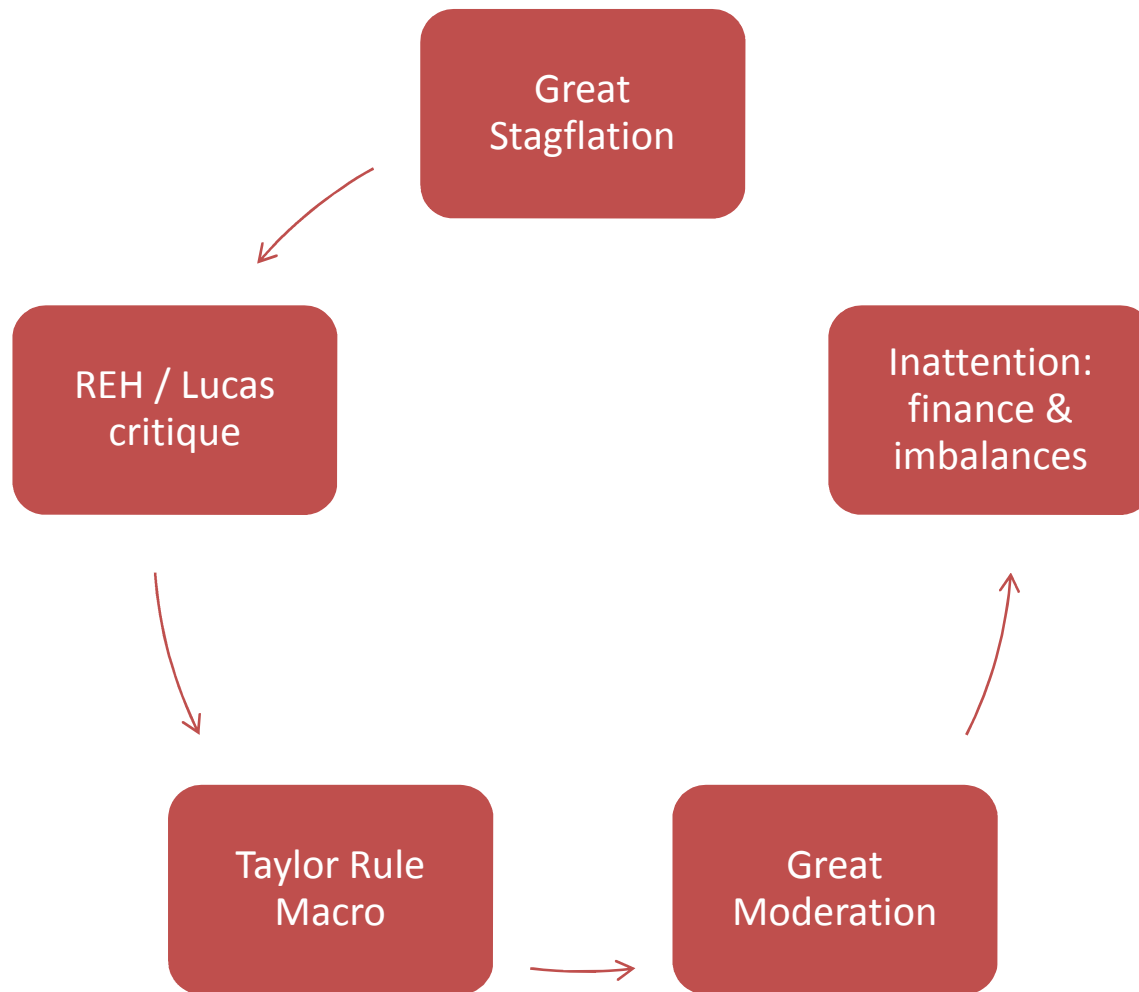 Great
Stagflation
REH / Lucas
critique
Inattention:
finance &
imbalances
Taylor Rule
Macro
Great
Moderation